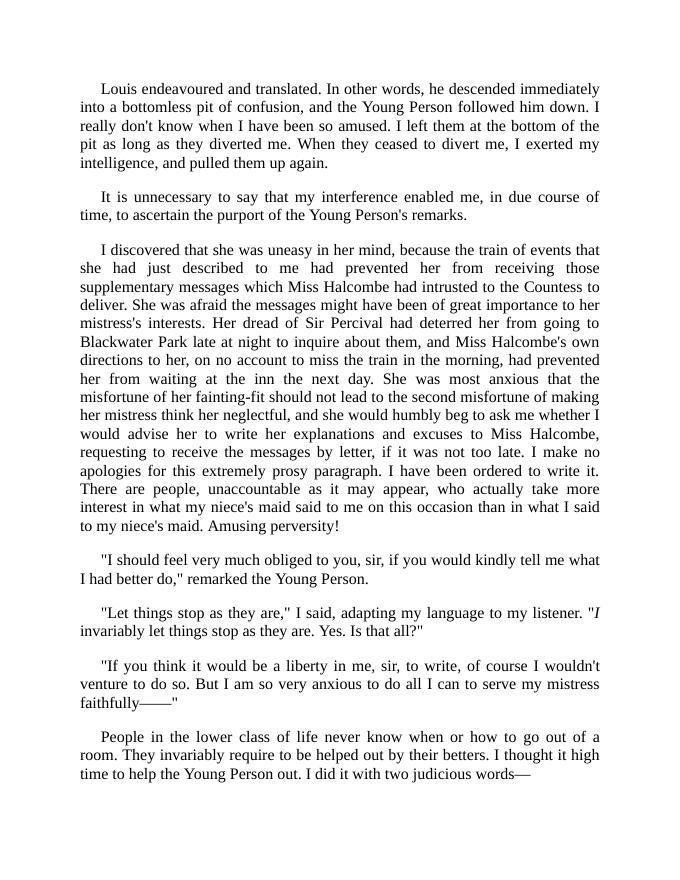 Louis endeavoured and translated. In other words, he descended immediately
into a bottomless pit of confusion, and the Young Person followed him down. I
really don't know when I have been so amused. I left them at the bottom of the
pit as long as they diverted me. When they ceased to divert me, I exerted my
intelligence, and pulled them up again.
It is unnecessary to say that my interference enabled me, in due course of
time, to ascertain the purport of the Young Person's remarks.
I discovered that she was uneasy in her mind, because the train of events that
she had just described to me had prevented her from receiving those
supplementary messages which Miss Halcombe had intrusted to the Countess to
deliver. She was afraid the messages might have been of great importance to her
mistress's interests. Her dread of Sir Percival had deterred her from going to
Blackwater Park late at night to inquire about them, and Miss Halcombe's own
directions to her, on no account to miss the train in the morning, had prevented
her from waiting at the inn the next day. She was most anxious that the
misfortune of her fainting-fit should not lead to the second misfortune of making
her mistress think her neglectful, and she would humbly beg to ask me whether I
would advise her to write her explanations and excuses to Miss Halcombe,
requesting to receive the messages by letter, if it was not too late. I make no
apologies for this extremely prosy paragraph. I have been ordered to write it.
There are people, unaccountable as it may appear, who actually take more
interest in what my niece's maid said to me on this occasion than in what I said
to my niece's maid. Amusing perversity!
"I should feel very much obliged to you, sir, if you would kindly tell me what
I had better do," remarked the Young Person.
"Let things stop as they are," I said, adapting my language to my listener. "I
invariably let things stop as they are. Yes. Is that all?"
"If you think it would be a liberty in me, sir, to write, of course I wouldn't
venture to do so. But I am so very anxious to do all I can to serve my mistress
faithfully——"
People in the lower class of life never know when or how to go out of a
room. They invariably require to be helped out by their betters. I thought it high
time to help the Young Person out. I did it with two judicious words—